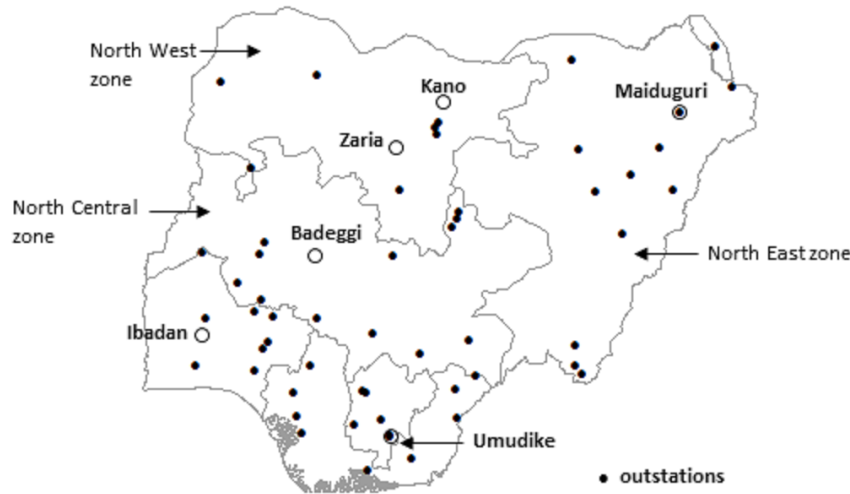 North West
zone
Kano
Maiduguri
Zaria
North Central
zone
Badeggi
North East zone
Ibadan
Umudike
outstations